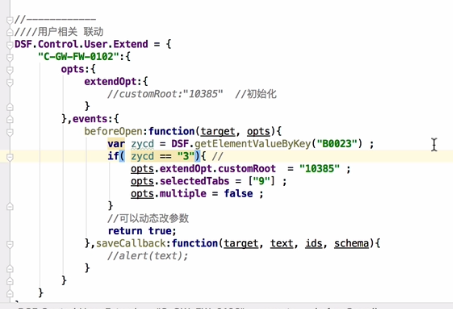 //------------
////用户相关 联动
DSF.Control.User.Extend = {
"C-GW-FW-0102":{
opts:{
extendOpt:{
//customRoot:"10385" //初始化
}
},events:{
beforeOpen:function(target, opts){
var zycd = DSF.getElementValueByKey("B0023") ;
if( zycd == "3"){ //
opts.extendOpt.customRoot = "10385" ;
opts.selectedTabs = ["9"] ;
opts.multiple = false ;
}
//可以动态改参数
return true;
},saveCallback:function(target, text, ids, schema){
//alert(text);
}
}
}